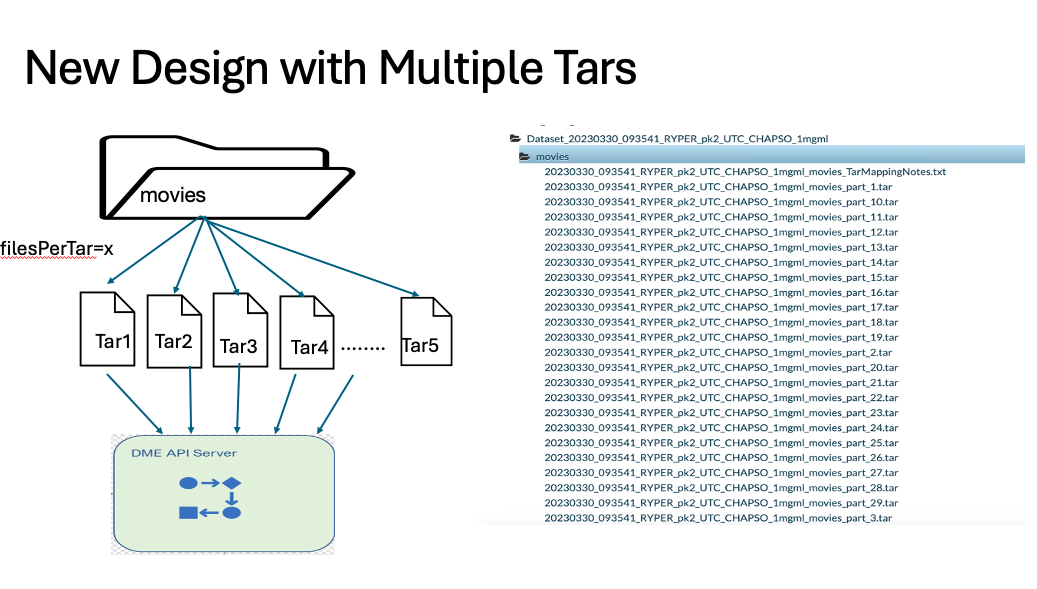 New Design with Multiple Tars
movies
filesPerTar=x
Tar1
Tar2
Tar3
Tar4
........
Tar5
DME API Server
Dataset_20230330_093541_RYPER_pk2_UTC_CHAPSO_1mgml
movies
20230330_093541_RYPER_pk2_UTC_CHAPSO_1mgml_movies_TarMappingNotes.txt
20230330_093541_RYPER_pk2_UTC_CHAPSO_1mgml_movies_part_1.tar
20230330_093541_RYPER_pk2_UTC_CHAPSO_1mgml_movies_part_10.tar
20230330_093541_RYPER_pk2_UTC_CHAPSO_1mgml_movies_part_11.tar
20230330_093541_RYPER_pk2_UTC_CHAPSO_1mgml_movies_part_12.tar
20230330_093541_RYPER_pk2_UTC_CHAPSO_1mgml_movies_part_13.tar
20230330_093541_RYPER_pk2_UTC_CHAPSO_1mgml_movies_part_14.tar
20230330_093541_RYPER_pk2_UTC_CHAPSO_1mgml_movies_part_15.tar
20230330_093541_RYPER_pk2_UTC_CHAPSO_1mgml_movies_part_16.tar
20230330_093541_RYPER_pk2_UTC_CHAPSO_1mgml_movies_part_17.tar
20230330_093541_RYPER_pk2_UTC_CHAPSO_1mgml_movies_part_18.tar
20230330_093541_RYPER_pk2_UTC_CHAPSO_1mgml_movies_part_19.tar
20230330_093541_RYPER_pk2_UTC_CHAPSO_1mgml_movies_part_2.tar
20230330_093541_RYPER_pk2_UTC_CHAPSO_1mgml_movies_part_20.tar
20230330_093541_RYPER_pk2_UTC_CHAPSO_1mgml_movies_part_21.tar
20230330_093541_RYPER_pk2_UTC_CHAPSO_1mgml_movies_part_22.tar
20230330_093541_RYPER_pk2_UTC_CHAPSO_1mgml_movies_part_23.tar
20230330_093541_RYPER_pk2_UTC_CHAPSO_1mgml_movies_part_24.tar
20230330_093541_RYPER_pk2_UTC_CHAPSO_1mgml_movies_part_25.tar
20230330_093541_RYPER_pk2_UTC_CHAPSO_1mgml_movies_part_26.tar
20230330_093541_RYPER_pk2_UTC_CHAPSO_1mgml_movies_part_27.tar
20230330_093541_RYPER_pk2_UTC_CHAPSO_1mgml_movies_part_28.tar
20230330_093541_RYPER_pk2_UTC_CHAPSO_1mgml_movies_part_29.tar
20230330_093541_RYPER_pk2_UTC_CHAPSO_1mgml_movies_part_3.tar